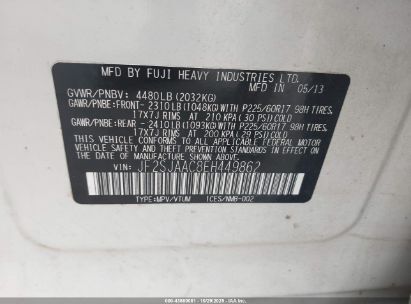 MFD BY FUJI HEAVY INDUSTRIES LTD.
IN 05/13
GVWR/PNBV: 4480LB (2032KG)
GAWR/PNBE: FRONT- 2310LB (1048KG) WITH P225/60R17 98H TIRES,
17X7J RIMS AT 210 KPA (30 PSI) COLD
GAWR/PNBE: REAR - 2410LB (1093KG) WITH P225/60R17 98H TIRES,
17X7J RIMS AT 200 KPA (29 PSI) COLD
THIS VEHICLE CONFORMS TO ALL APPLICABLE FEDERAL MOTOR
VEHICLE SAFETY AND THEFT PREVENTION STANDARDS IN EFFECT
ON THE DATE OF MANUFACTURE SHOWN ABOVE.
VIN: JF2SJAAC8EH449862
TYPE:MPV/VTUM ICES/NMB-002